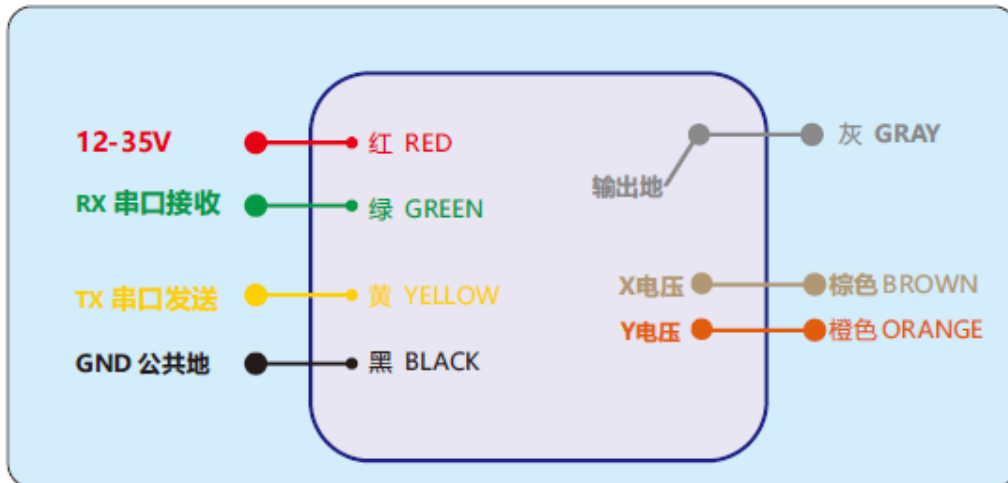 12-35V
红 RED
RX 串口接收
绿 GREEN
TX 串口发送
黄 YELLOW
GND 公共地
黑 BLACK
灰 GRAY
输出地
X电压
棕色 BROWN
Y电压
橙色 ORANGE